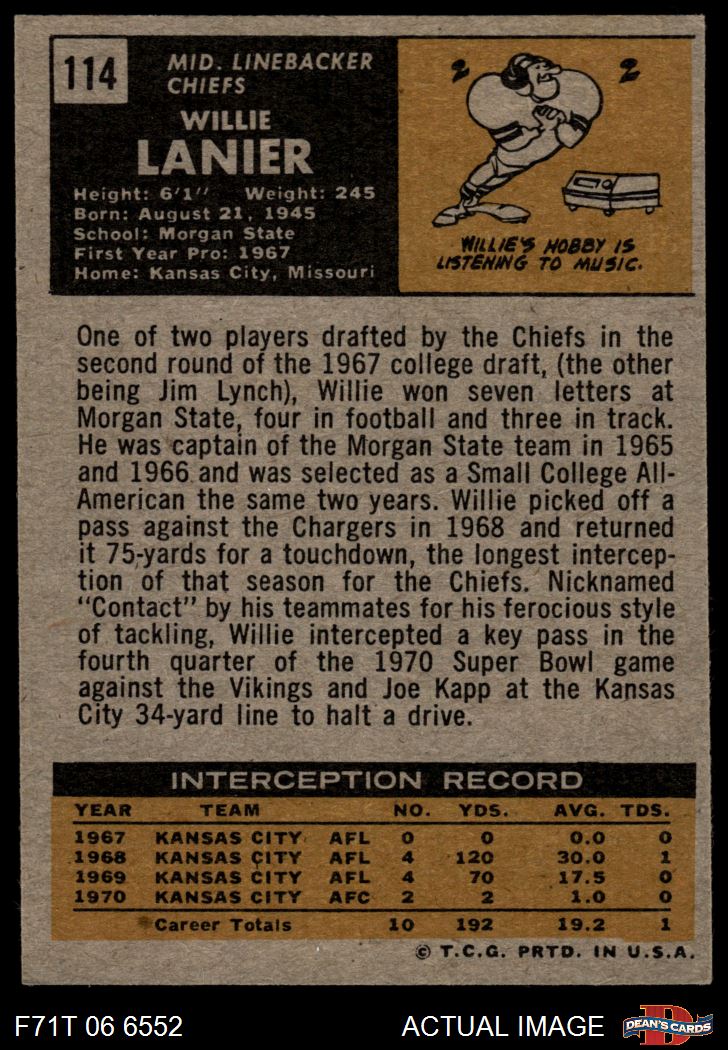 114
MID. LINEBACKER
CHIEFS
WILLIE
LANIER
Height: 6'1" Weight: 245
Born: August 21, 1945
School: Morgan State
First Year Pro: 1967
Home: Kansas City, Missouri
WILLIE'S HOBBY IS
LISTENING TO MUSIC.
One of two players drafted by the Chiefs in the
second round of the 1967 college draft, (the other
being Jim Lynch), Willie won seven letters at
Morgan State, four in football and three in track.
He was captain of the Morgan State team in 1965
and 1966 and was selected as a Small College All-
American the same two years. Willie picked off a
pass against the Chargers in 1968 and returned
it 75-yards for a touchdown, the longest intercep-
tion of that season for the Chiefs. Nicknamed
"Contact" by his teammates for his ferocious style
of tackling, Willie intercepted a key pass in the
fourth quarter of the 1970 Super Bowl game
against the Vikings and Joe Kapp at the Kansas
City 34-yard line to halt a drive.
INTERCEPTION RECORD
YEAR TEAM NO. YDS. AVG. TDS.
1967 KANSAS CITY AFL 0 0 0.0 0
1968 KANSAS CITY AFL 4 120 30.0 1
1969 KANSAS CITY AFL 4 70 17.5 0
1970 KANSAS CITY AFC 2 2 1.0 0
Career Totals 10 192 19.2 1
© T.C.G. PRTD. IN U.S.A.
F71T 06 6552 ACTUAL IMAGE
D
DEAN'S CARDS